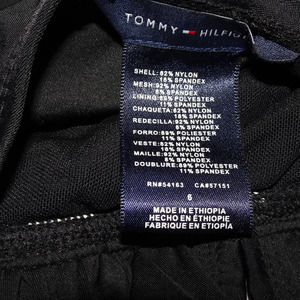 TOMMY HILFIG
SHELL: 82% NYLON
18% SPANDEX
MESH: 92% NYLON
8% SPANDEX
LINING: 89% POLYESTER
11% SPANDEX
CHAQUETA: 82% NYLON
18% SPANDEX
REDECILLA: 92% NYLON
8% SPANDEX
FORRO: 89% POLYESTER
11% SPANDEX
VESTE: 82% NYLON
18% SPANDEX
MAILLE: 92% NYLON
8% SPANDEX
DOUBLURE: 89% POLYESTER
11% SPANDEX
RN#54163 CA#57151
6
MADE IN ETHIOPIA
HECHO EN ETIÓPIA
FABRIQUE EN ETIOPÍA